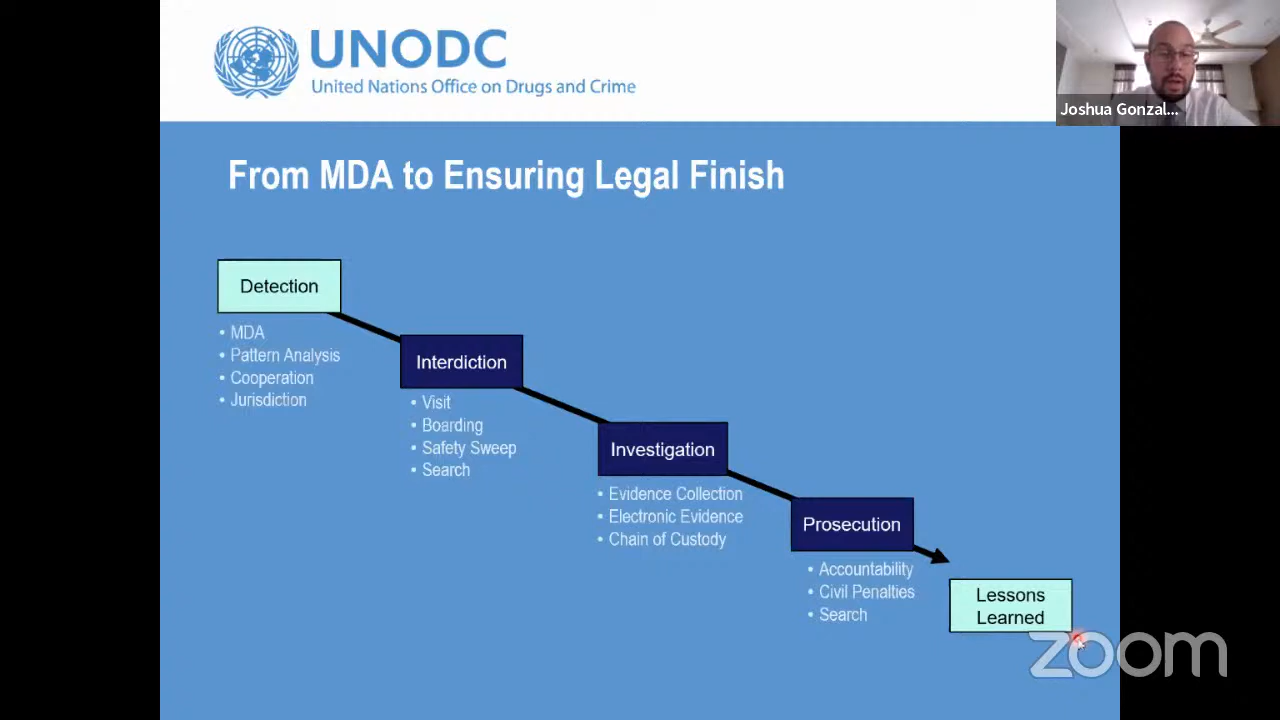 UNODC
United Nations Office on Drugs and Crime
Joshua Gonzal...
From MDA to Ensuring Legal Finish
Detection
• MDA
• Pattern Analysis
• Cooperation
• Jurisdiction
Interdiction
• Visit
• Boarding
• Safety Sweep
• Search
Investigation
• Evidence Collection
• Electronic Evidence
• Chain of Custody
Prosecution
• Accountability
• Civil Penalties
• Search
Lessons
Learned
zoom